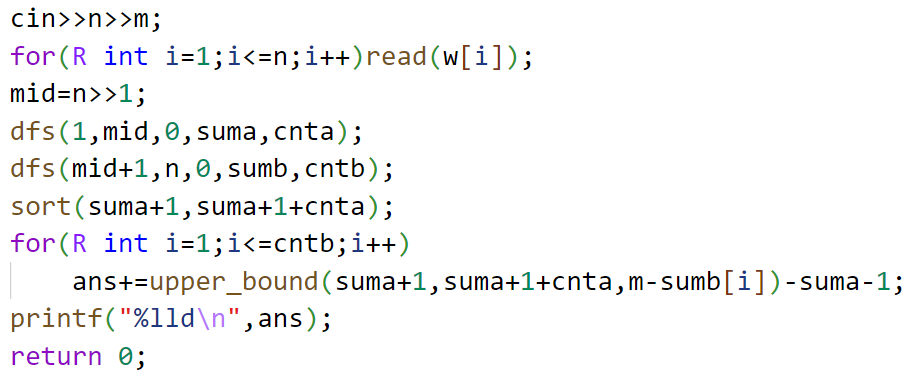 cin>>n>>m;
for(R int i=1;i<=n;i++)read(w[i]);
mid=n>>1;
dfs(1,mid,0,suma,cnta);
dfs(mid+1,n,0,sumb,cntb);
sort(suma+1,suma+1+cnta);
for(R int i=1;i<=cntb;i++)
    ans+=upper_bound(suma+1,suma+1+cnta,m-sumb[i])-suma-1;
printf("%lld\n",ans);
return 0;